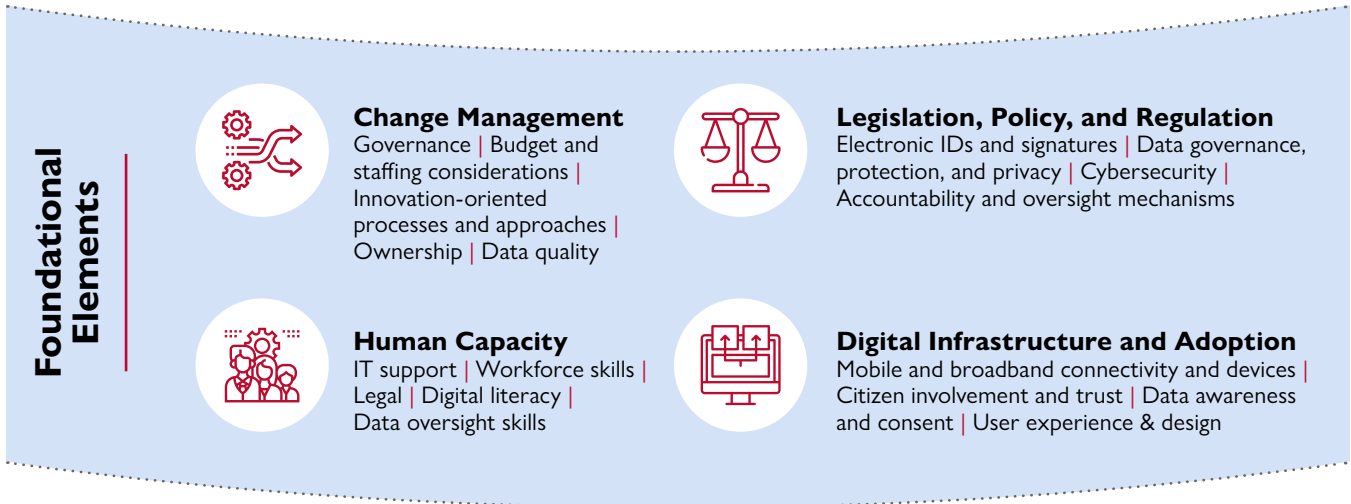 Foundational
Elements
Change Management
Governance | Budget and
staffing considerations |
Innovation-oriented
processes and approaches |
Ownership | Data quality
Legislation, Policy, and Regulation
Electronic IDs and signatures | Data governance,
protection, and privacy | Cybersecurity |
Accountability and oversight mechanisms
Human Capacity
IT support | Workforce skills |
Legal | Digital literacy |
Data oversight skills
Digital Infrastructure and Adoption
Mobile and broadband connectivity and devices |
Citizen involvement and trust | Data awareness
and consent | User experience & design